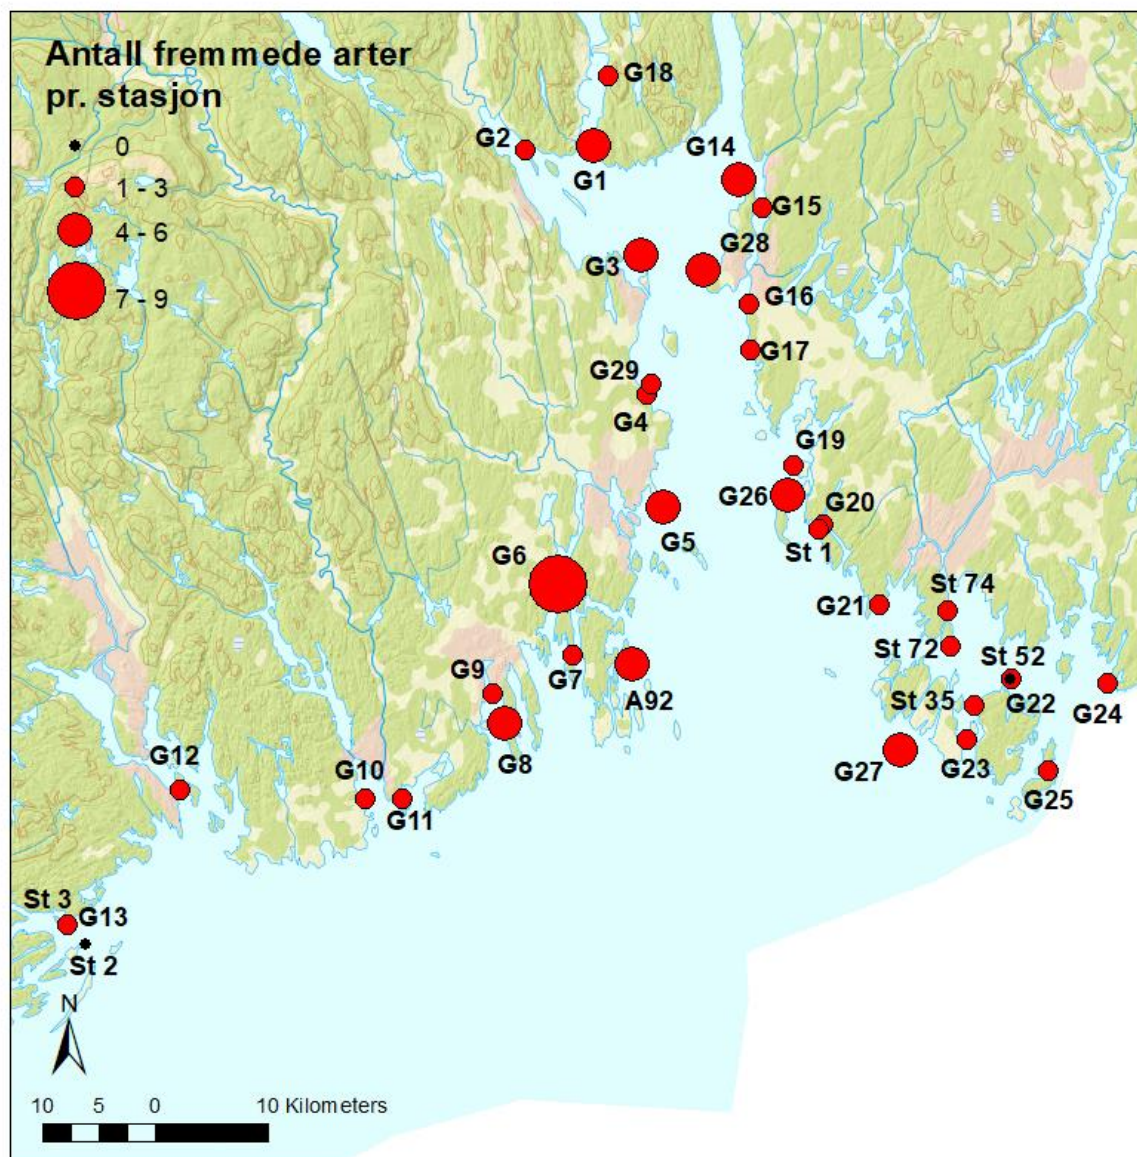 Antall fremmede arter
pr. stasjon
0
1 - 3
4 - 6
7 - 9
G18
G2
G1
G14
G15
G28
G3
G16
G17
G29
G4
G19
G26
G20
G5
St 1
G6
G21
St 74
St 72
St 52
G7
G9
A92
St 35
G22
G24
G8
G27
G23
G12
G10
G25
G11
St 3
G13
St 2
N
10 5 0 10 Kilometers